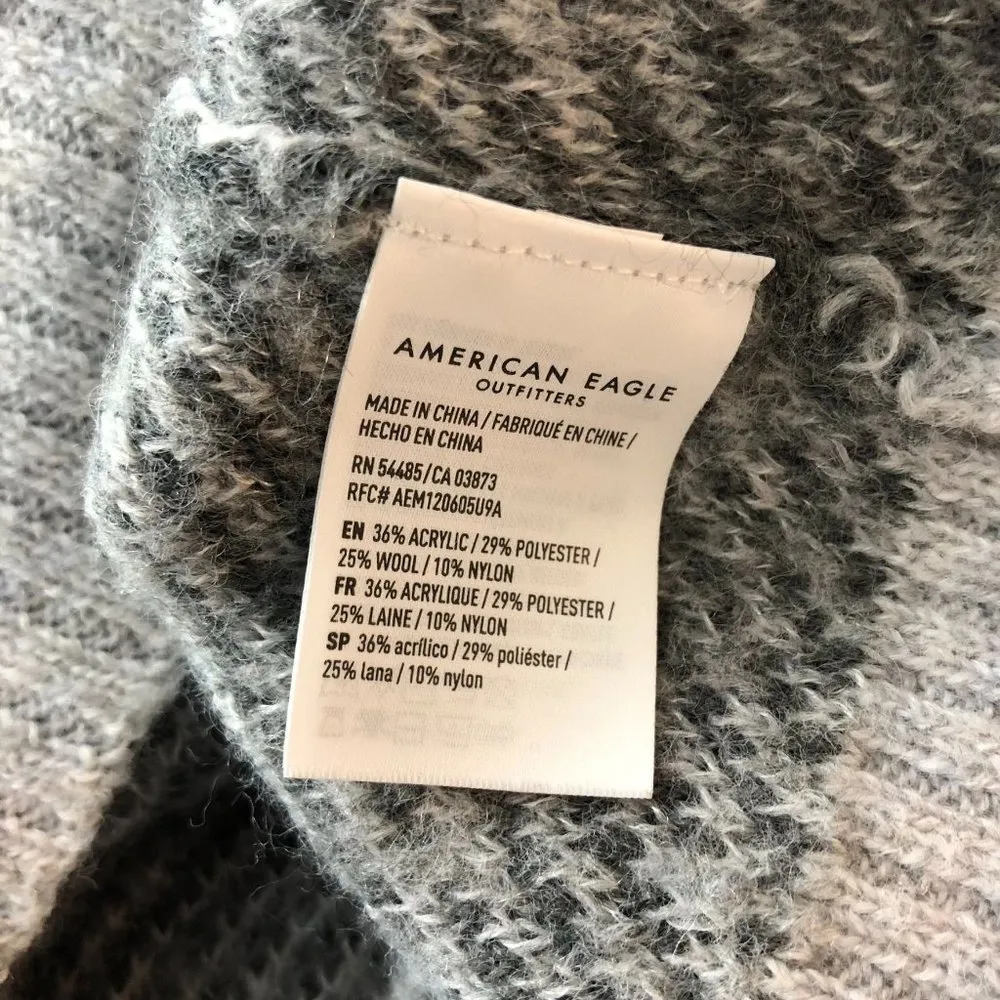 AMERICAN EAGLE
OUTFITTERS
MADE IN CHINA / FABRIQUÉ EN CHINE /
HECHO EN CHINA
RN 54485/CA 03873
RFC# AEM120605U9A
EN 36% ACRYLIC / 29% POLYESTER /
25% WOOL / 10% NYLON
FR 36% ACRYLIQUE / 29% POLYESTER /
25% LAINE / 10% NYLON
SP 36% acrílico / 29% poliéster /
25% lana / 10% nylon